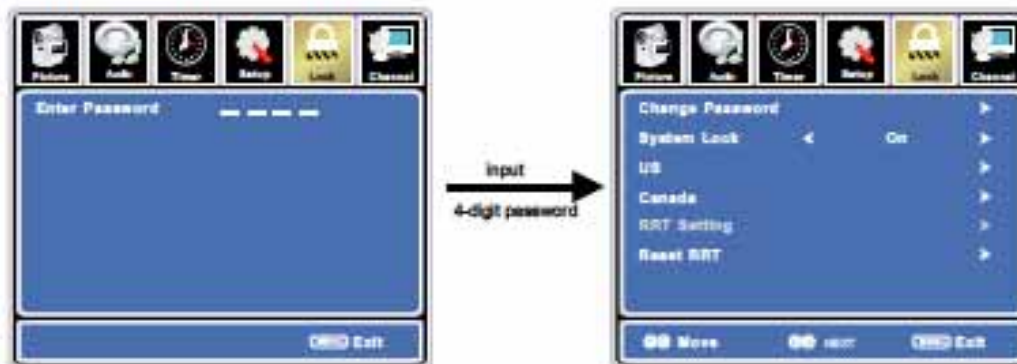 Picture Audio Timer Setup Lock Channel
Enter Password _ _ _ _
Exit
input
4-digit password
Picture Audio Timer Setup Lock Channel
Change Password
System Lock On
US
Canada
RRT Setting
Reset RRT
Move NEXT Exit